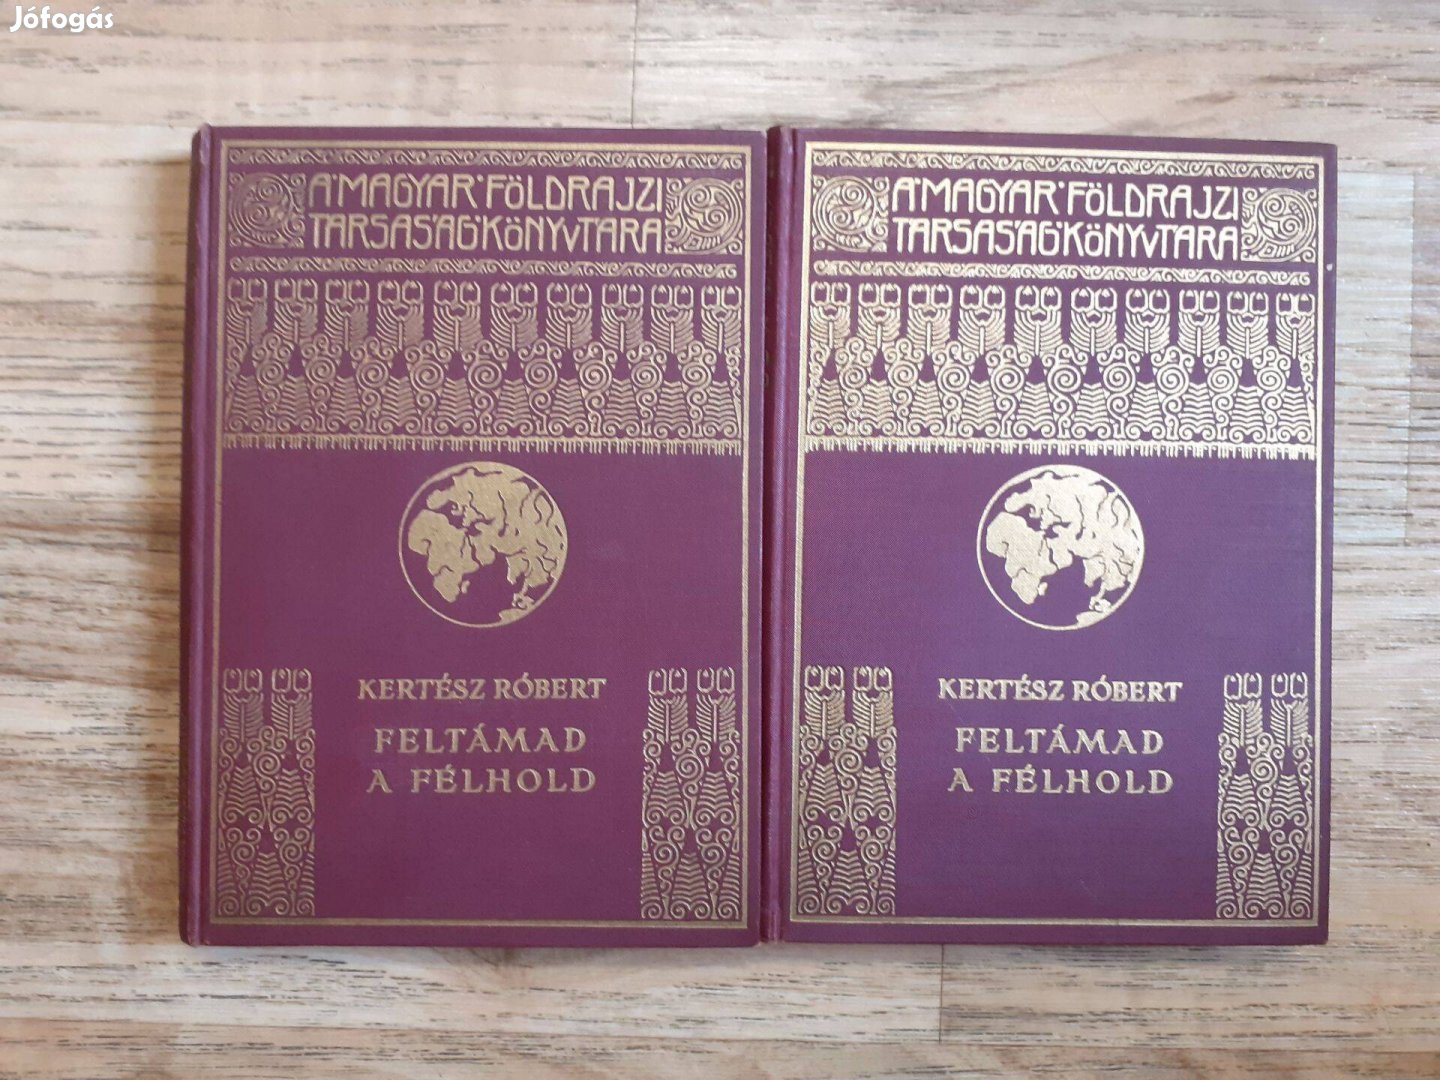 Jófogás
A·MAGYAR·FÖLDRAJZI
TÁRSASÁG·KÖNYVTÁRA
KERTÉSZ RÓBERT
FELTÁMAD
A FÉLHOLD
A·MAGYAR·FÖLDRAJZI
TÁRSASÁG·KÖNYVTÁRA
KERTÉSZ RÓBERT
FELTÁMAD
A FÉLHOLD